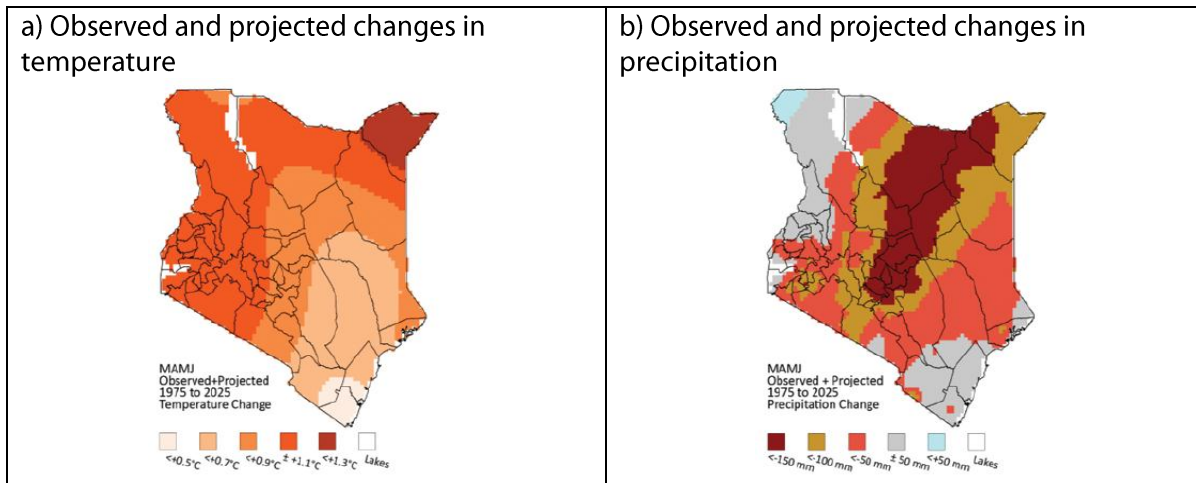 a) Observed and projected changes in
temperature
MAMJ
Observed+Projected
1975 to 2025
Temperature Change
<+0.5°C <+0.7°C <+0.9°C ± +1.1°C <+1.3°C Lakes
b) Observed and projected changes in
precipitation
MAMJ
Observed + Projected
1975 to 2025
Precipitation Change
<-150 mm <-100 mm <-50 mm ± 50 mm <+50 mm Lakes